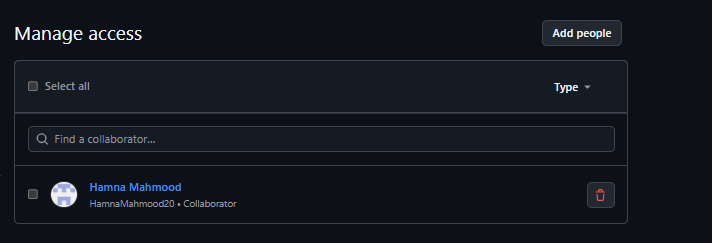 Manage access
Add people
Select all
Type
Find a collaborator...
Hamna Mahmood
HamnaMahmood20 • Collaborator